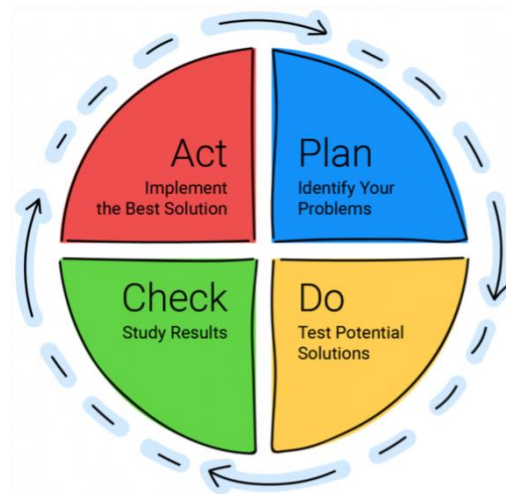 Act
Implement
the Best Solution
Plan
Identify Your
Problems
Check
Study Results
Do
Test Potential
Solutions